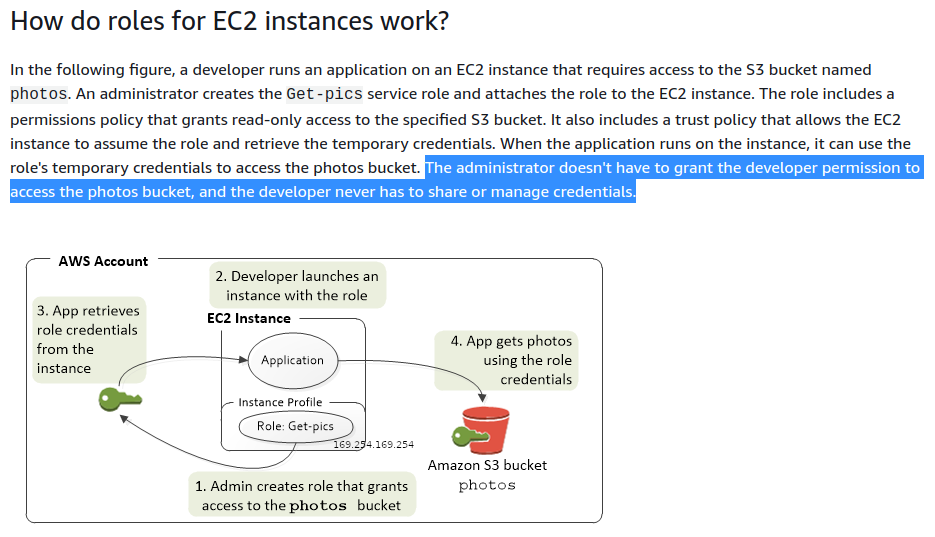 How do roles for EC2 instances work?
In the following figure, a developer runs an application on an EC2 instance that requires access to the S3 bucket named
photos. An administrator creates the Get-pics service role and attaches the role to the EC2 instance. The role includes a
permissions policy that grants read-only access to the specified S3 bucket. It also includes a trust policy that allows the EC2
instance to assume the role and retrieve the temporary credentials. When the application runs on the instance, it can use the
role's temporary credentials to access the photos bucket. The administrator doesn't have to grant the developer permission to
access the photos bucket, and the developer never has to share or manage credentials.
AWS Account
2. Developer launches an
instance with the role
3. App retrieves
role credentials
from the
instance
EC2 Instance
Application
4. App gets photos
using the role
credentials
Instance Profile
Role: Get-pics
169.254.169.254
Amazon S3 bucket
photos
1. Admin creates role that grants
access to the photos bucket